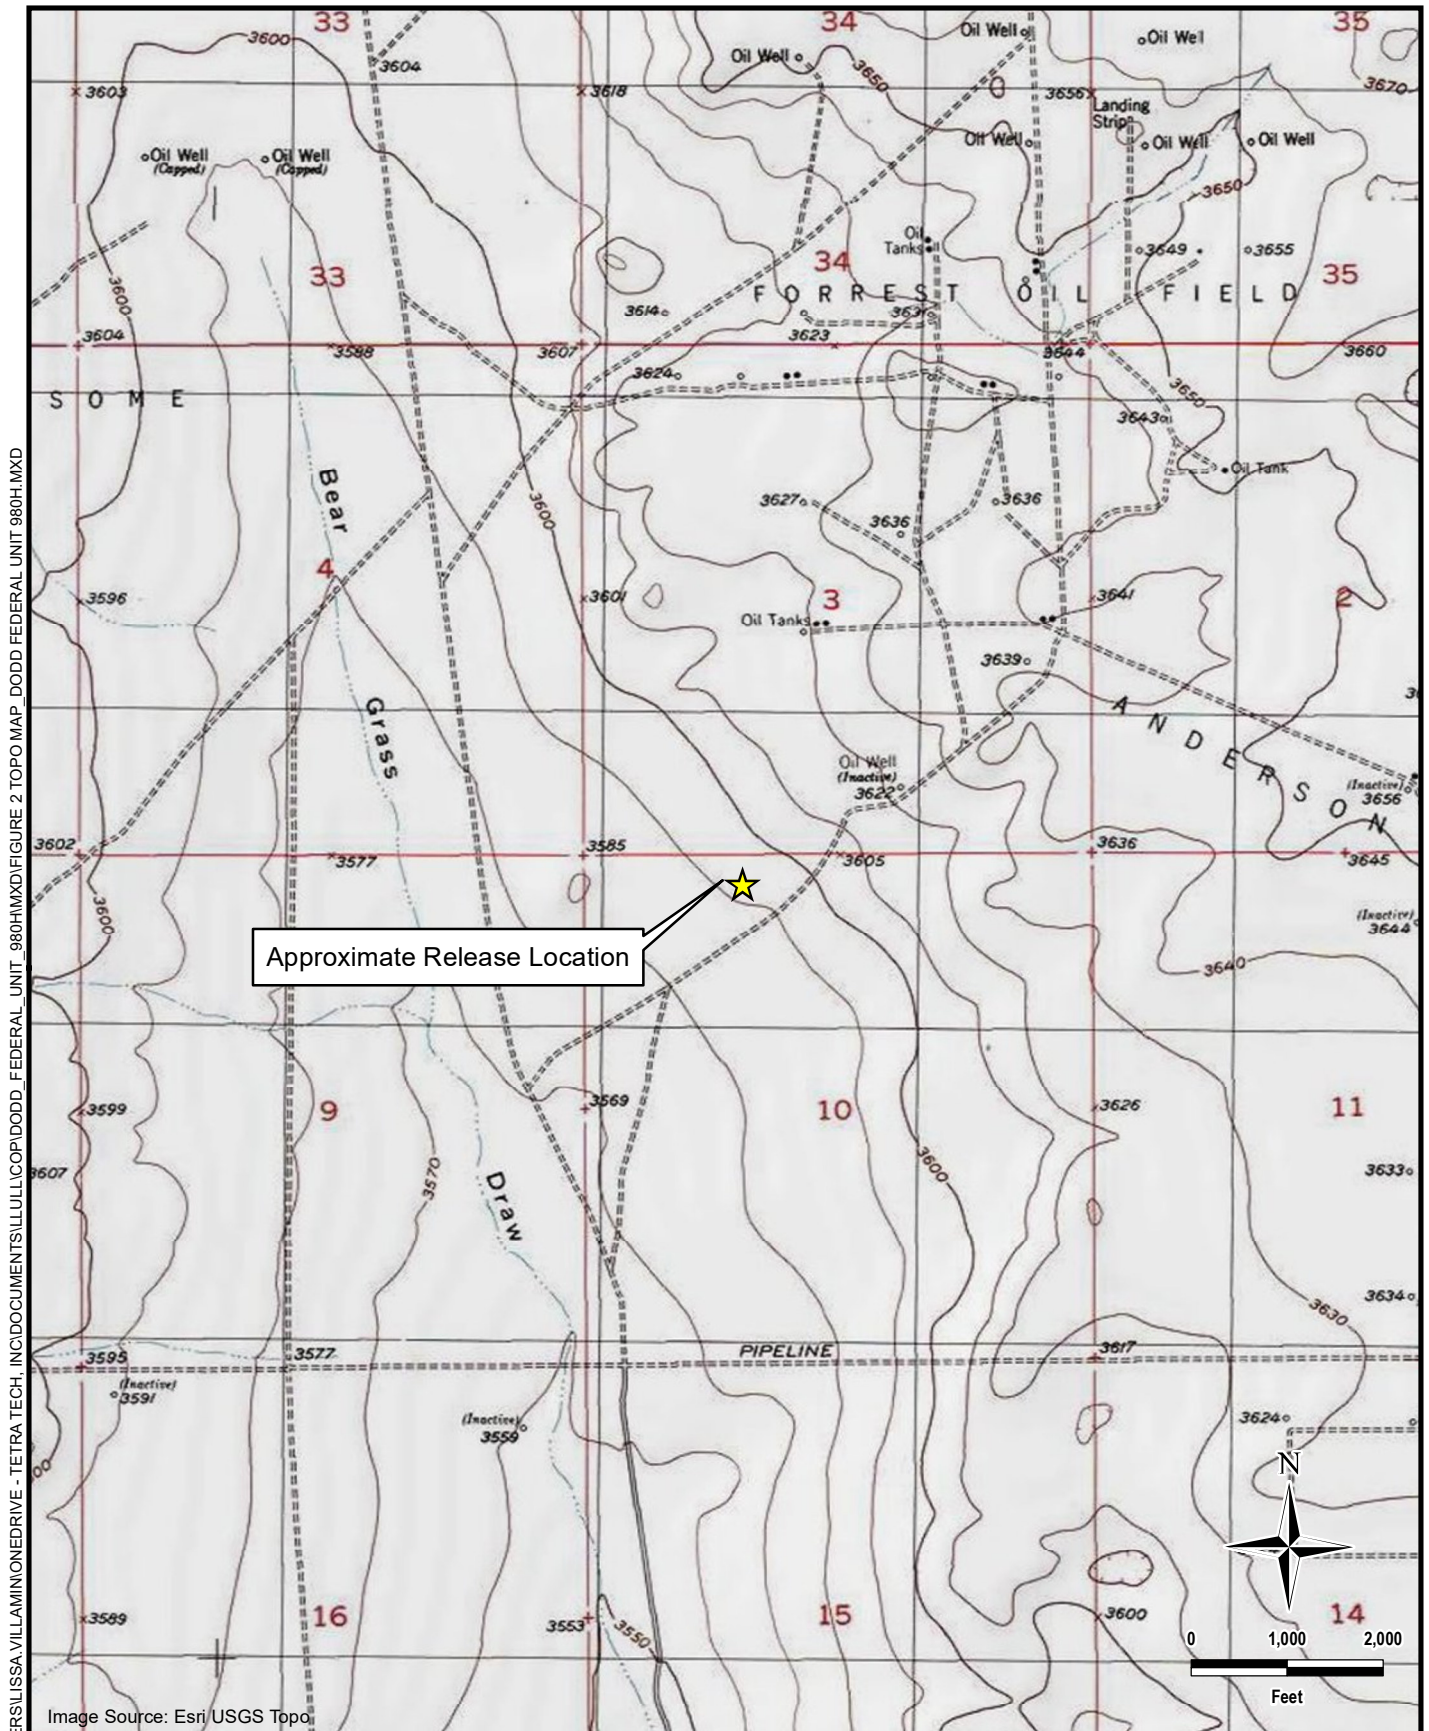 33
34
35
3600
3604
Oil Well
Oil Well
Oil Well
3650
3670
3603
3618
3656
Landing
Strip
Oil Well
Oil Well
Oil Well
Oil Well
(Capped)
Oil Well
(Capped)
3650
Oil
Tanks
3649
3655
33
34
35
3600
FORREST OIL FIELD
3614
3631
3604
3588
3607
3623
3644
3660
3624
SOME
3650
3643
Oil Tank
Bear
3600
3627
3636
3636
4
3596
3601
3
3641
2
Oil Tanks
3639
Grass
ANDERSON
Oil Well
(Inactive)
3622
(Inactive)
3656
3602
3577
3585
3605
3636
3645
3600
(Inactive)
3644
Approximate Release Location
3640
3599
9
3569
10
3626
11
3607
3570
3600
3633
Draw
3634
3630
3595
3577
PIPELINE
3617
(Inactive)
3591
(Inactive)
3559
3624
N
3589
16
3553
3550
15
3600
14
0 1,000 2,000
Feet
Image Source: Esri USGS Topo
ERS\LISSA.VILLAMIN\ONEDRIVE - TETRA TECH, INC\DOCUMENTS\LLULL\COP\DODD_FEDERAL_UNIT_980H\MXD\FIGURE 2 TOPO MAP_DODD FEDERAL UNIT 980H.MXD